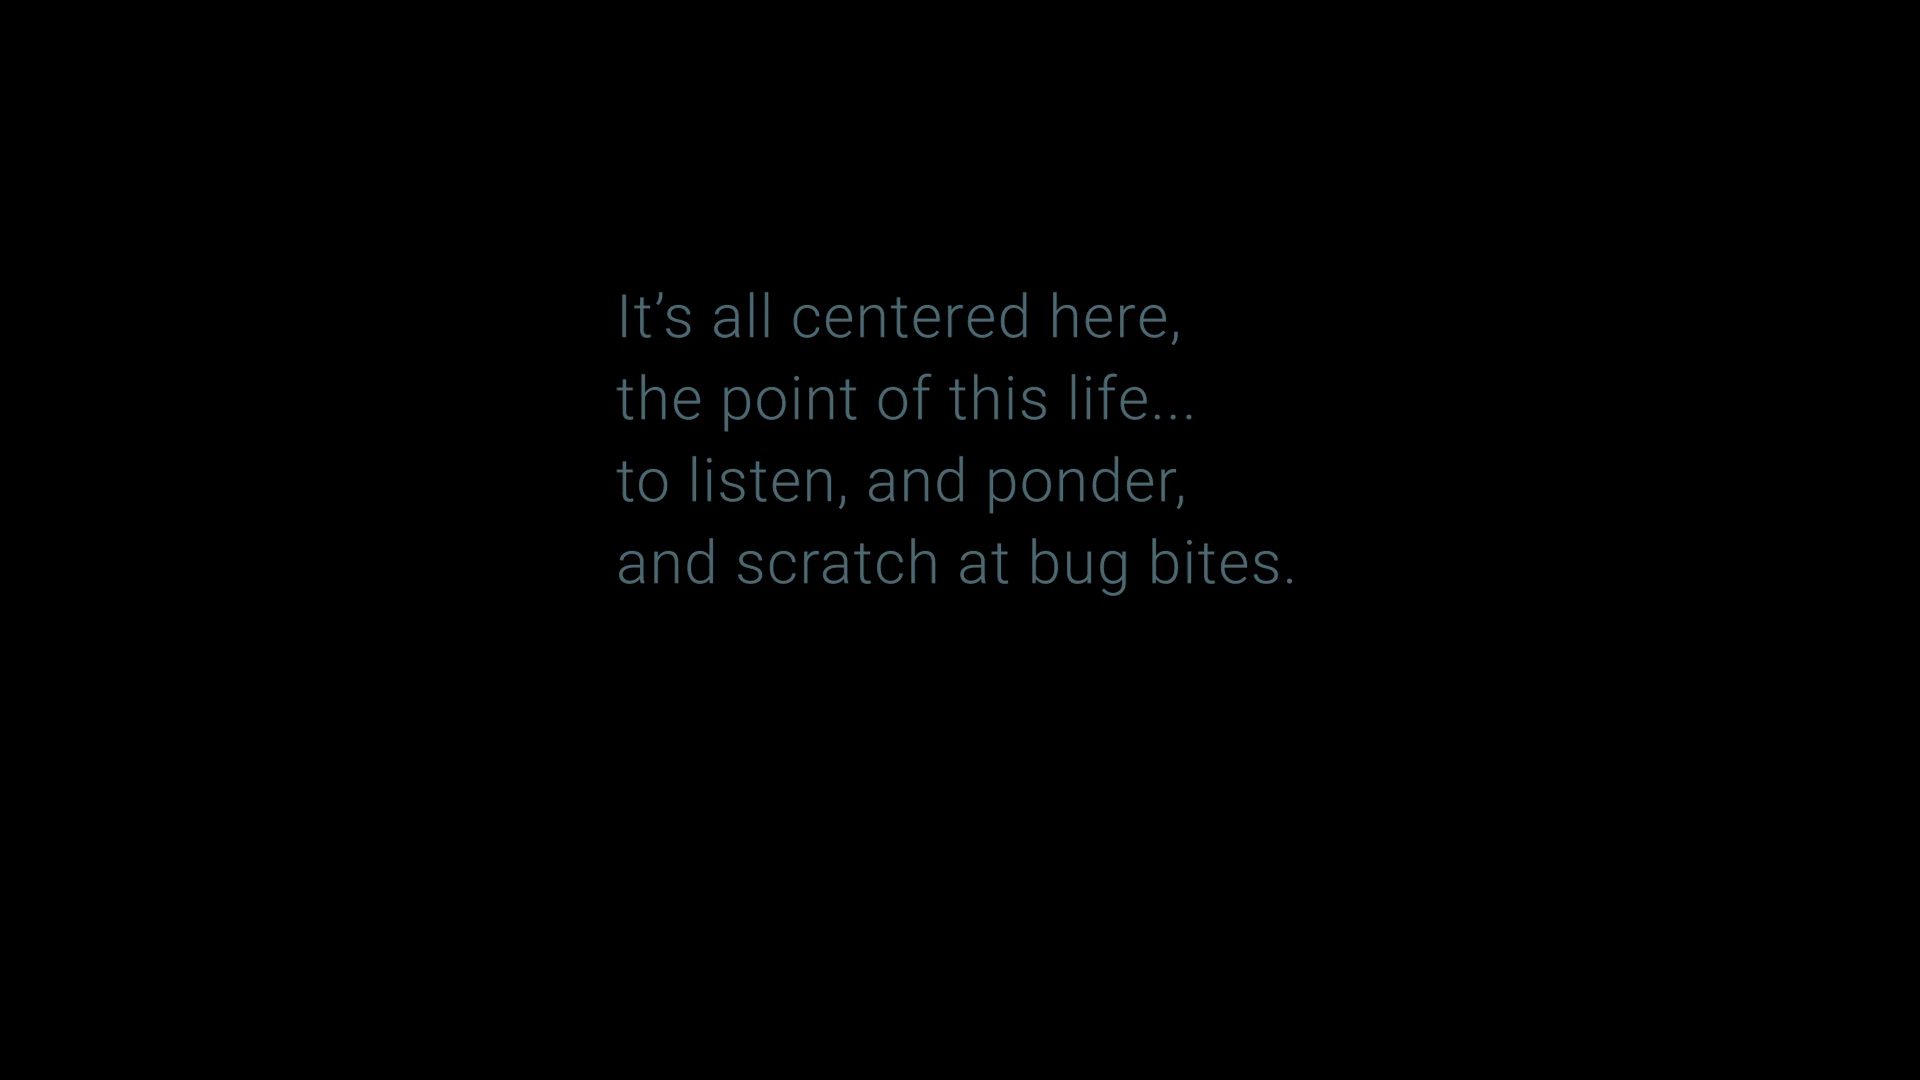 It’s all centered here,
the point of this life...
to listen, and ponder,
and scratch at bug bites.